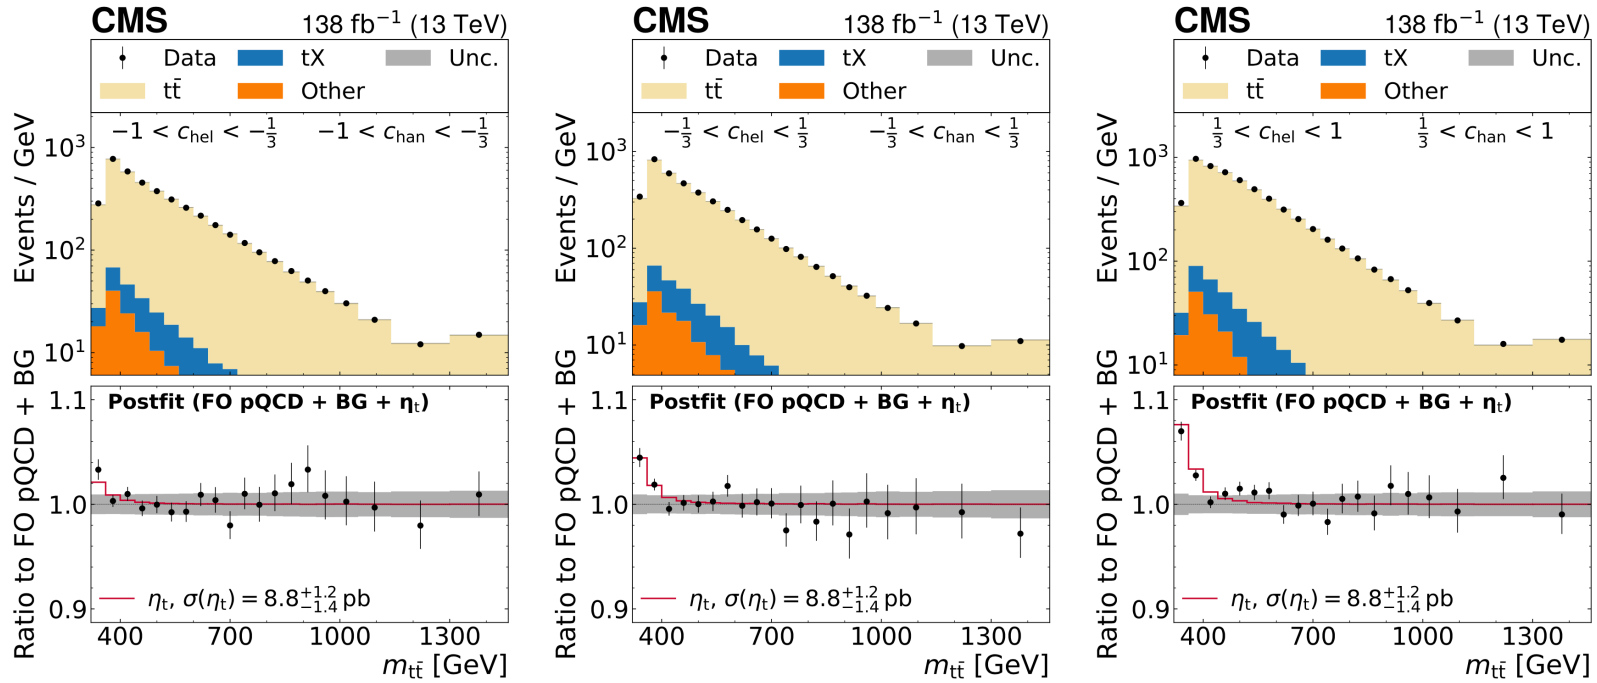 CMS 138 fb⁻¹ (13 TeV)
Data tX Unc.
tt̄ Other
−1 < c_hel < −1/3 −1 < c_han < −1/3
Events / GeV
10³
10²
10¹
Ratio to FO pQCD + BG
1.1
1.0
0.9
Postfit (FO pQCD + BG + η_t)
η_t, σ(η_t) = 8.8 +1.2 −1.4 pb
400 700 1000 1300
m_tt̄ [GeV]
CMS 138 fb⁻¹ (13 TeV)
Data tX Unc.
tt̄ Other
−1/3 < c_hel < 1/3 −1/3 < c_han < 1/3
Events / GeV
10³
10²
10¹
Ratio to FO pQCD + BG
1.1
1.0
0.9
Postfit (FO pQCD + BG + η_t)
η_t, σ(η_t) = 8.8 +1.2 −1.4 pb
400 700 1000 1300
m_tt̄ [GeV]
CMS 138 fb⁻¹ (13 TeV)
Data tX Unc.
tt̄ Other
1/3 < c_hel < 1 1/3 < c_han < 1
Events / GeV
10³
10²
10¹
Ratio to FO pQCD + BG
1.1
1.0
0.9
Postfit (FO pQCD + BG + η_t)
η_t, σ(η_t) = 8.8 +1.2 −1.4 pb
400 700 1000 1300
m_tt̄ [GeV]